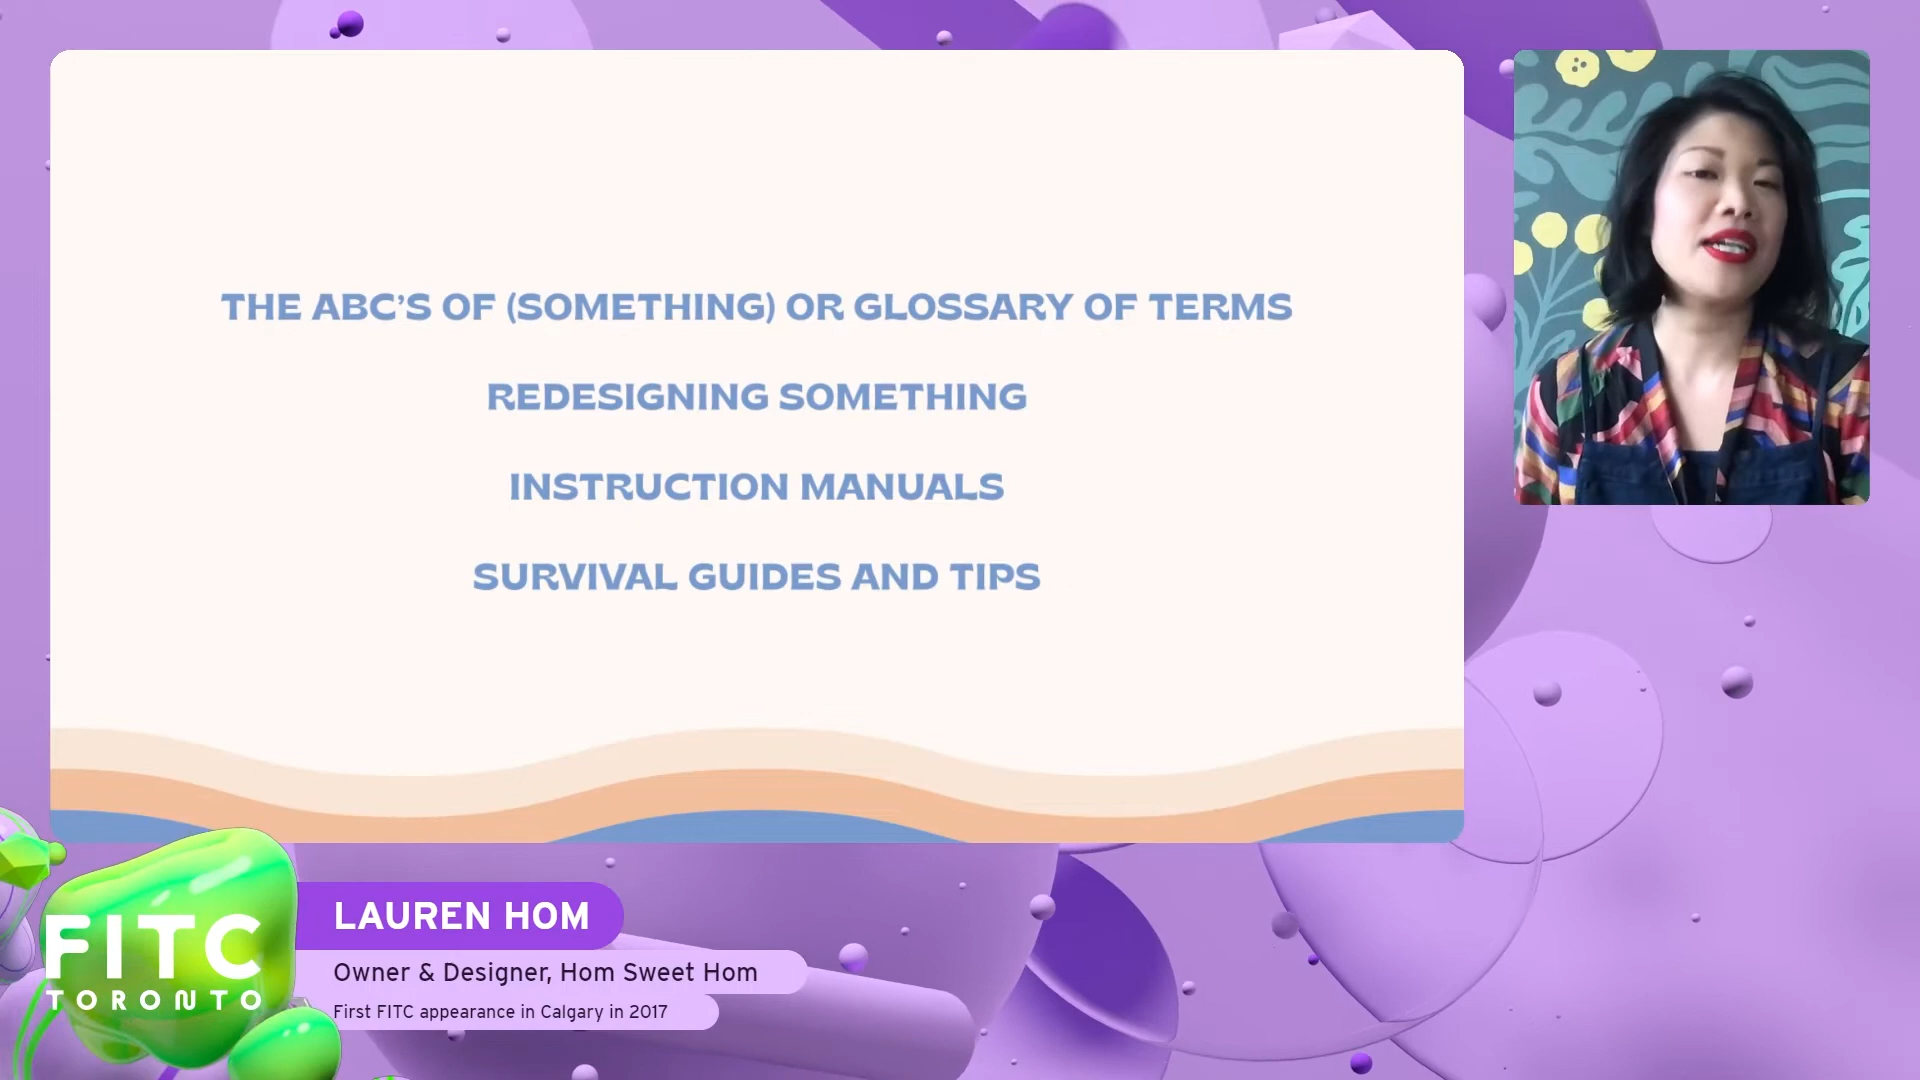 THE ABC'S OF (SOMETHING) OR GLOSSARY OF TERMS
REDESIGNING SOMETHING
INSTRUCTION MANUALS
SURVIVAL GUIDES AND TIPS
FITC
TORONTO
LAUREN HOM
Owner & Designer, Hom Sweet Hom
First FITC appearance in Calgary in 2017